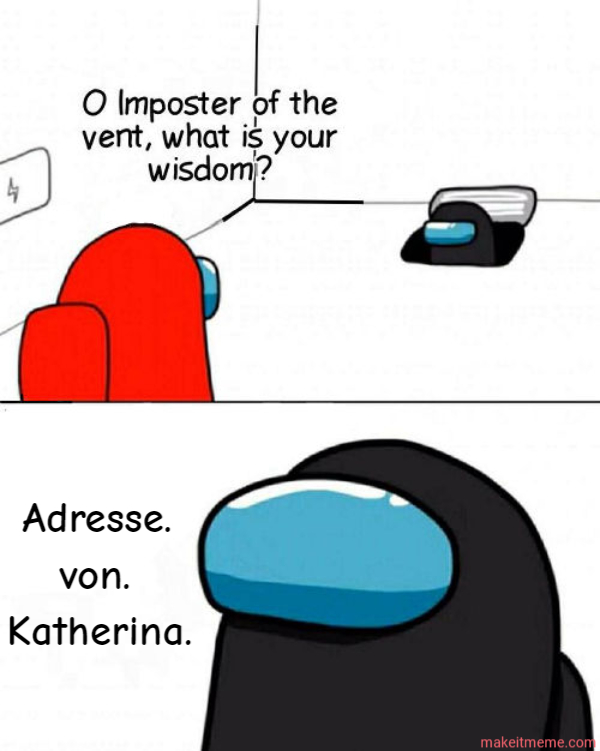 O Imposter of the
vent, what is your
wisdom?
Adresse.
von.
Katherina.
makeitmeme.com